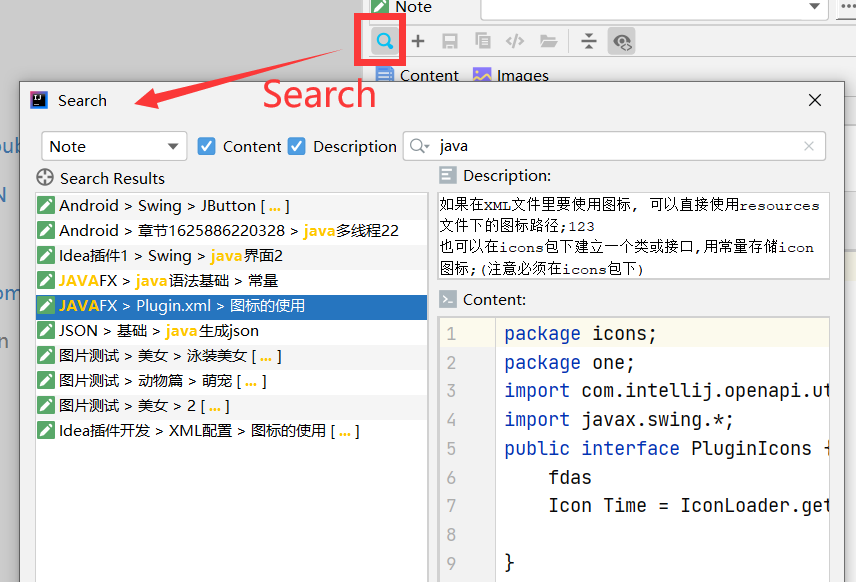 Note
Content
Images
Search
Search
Note
Content
Description
java
Search Results
Android > Swing > JButton [ ... ]
Android > 章节1625886220328 > java多线程22
Idea插件1 > Swing > java界面2
JAVAFX > java语法基础 > 常量
JAVAFX > Plugin.xml > 图标的使用
JSON > 基础 > java生成json
图片测试 > 美女 > 泳装美女 [ ... ]
图片测试 > 动物篇 > 萌宠 [ ... ]
图片测试 > 美女 > 2 [ ... ]
Idea插件开发 > XML配置 > 图标的使用 [ ... ]
Description:
如果在XML文件里要使用图标, 可以直接使用resources
文件下的图标路径;123
也可以在icons包下建立一个类或接口,用常量存储icon
图标;(注意必须在icons包下)
Content:
1 package icons;
2 package one;
3 import com.intellij.openapi.ut
4 import javax.swing.*;
5 public interface PluginIcons {
6 fdas
7 Icon Time = IconLoader.get
8
9 }